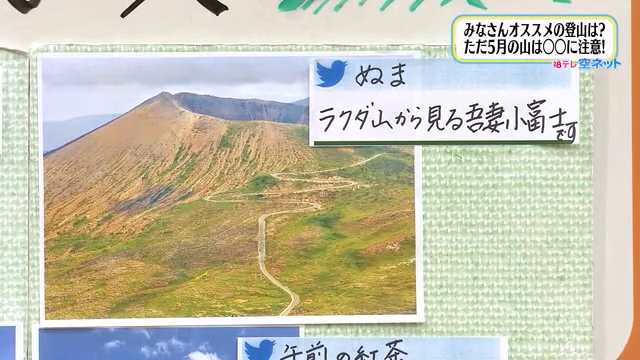 みなさんオススメの登山は?
ただ5月の山は○○に注意!
福テレ空ネット
ぬま
ラクダ山から見る吾妻小富士
です
午前の紅茶